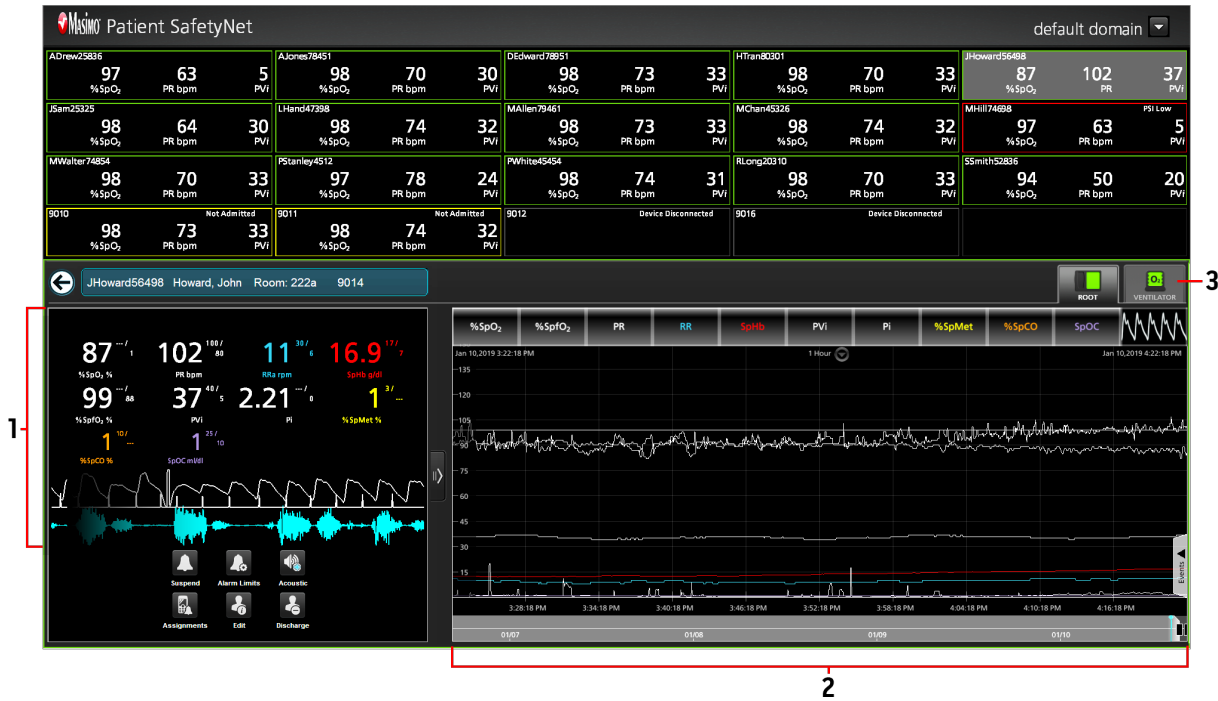 Masimo Patient SafetyNet default domain
ADrew25836 AJones78451 DEdward78951 HTran80301 JHoward56498
97 63 5 98 70 30 98 73 33 98 70 33 87 102 37
%SpO₂ PR bpm PVi %SpO₂ PR bpm PVi %SpO₂ PR bpm PVi %SpO₂ PR bpm PVi %SpO₂ PR PVi
JSam25325 LHand47398 MAllen79461 MChan45326 MHill74698 PSI Low
98 64 30 98 74 32 98 73 33 98 74 32 97 63 5
%SpO₂ PR bpm PVi %SpO₂ PR bpm PVi %SpO₂ PR bpm PVi %SpO₂ PR bpm PVi %SpO₂ PR bpm PVi
MWalter74854 PStanley4512 PWhite45454 RLong20310 SSmith52836
98 70 33 97 78 24 98 74 31 98 70 33 94 50 20
%SpO₂ PR bpm PVi %SpO₂ PR bpm PVi %SpO₂ PR bpm PVi %SpO₂ PR bpm PVi %SpO₂ PR bpm PVi
9010 Not Admitted 9011 Not Admitted 9012 Device Disconnected 9016 Device Disconnected
98 73 33 98 74 32
%SpO₂ PR bpm PVi %SpO₂ PR bpm PVi
JHoward56498 Howard, John Room: 222a 9014
ROOT
O₂
VENTILATOR
3
1
87 ---/ 1 102 100/ 80 11 30/ 6 16.9 17/ 7
%SpO₂ % PR bpm RRa rpm SpHb g/dl
99 ---/ 88 37 40/ 5 2.21 ---/ 0 1 3/ ---
%SpfO₂ % PVi Pi %SpMet %
1 10/ --- 1 25/ 10
%SpCO % SpOC ml/dl
Suspend Alarm Limits Acoustic
Assignments Edit Discharge
%SpO₂ %SpfO₂ PR RR SpHb PVi Pi %SpMet %SpCO SpOC
Jan 10,2019 3:22:18 PM 1 Hour Jan 10,2019 4:22:18 PM
135
120
105
90
75
60
45
30
15
Events
3:28:18 PM 3:34:18 PM 3:40:18 PM 3:46:18 PM 3:52:18 PM 3:58:18 PM 4:04:18 PM 4:10:18 PM 4:16:18 PM
01/07 01/08 01/09 01/10
2